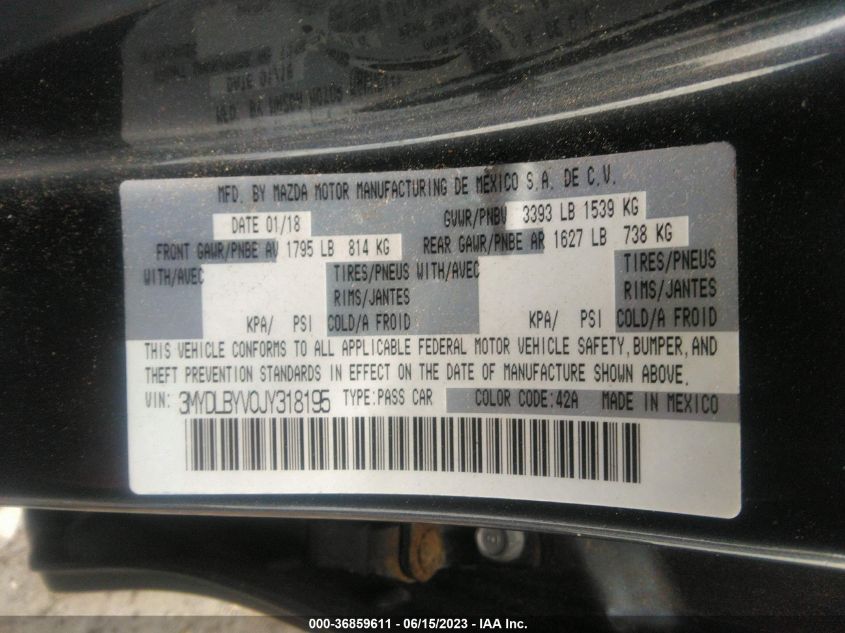 MFD. BY MAZDA MOTOR MANUFACTURING DE MEXICO S.A. DE C.V.
DATE 01/18 GVWR/PNBV 3393 LB 1539 KG
FRONT GAWR/PNBE AV 1795 LB 814 KG REAR GAWR/PNBE AR 1627 LB 738 KG
WITH/AVEC TIRES/PNEUS WITH/AVEC TIRES/PNEUS
RIMS/JANTES RIMS/JANTES
KPA/ PSI COLD/A FROID KPA/ PSI COLD/A FROID
THIS VEHICLE CONFORMS TO ALL APPLICABLE FEDERAL MOTOR VEHICLE SAFETY, BUMPER, AND
THEFT PREVENTION STANDARDS IN EFFECT ON THE DATE OF MANUFACTURE SHOWN ABOVE.
VIN: 3MYDLBYV0JY318195 TYPE:PASS CAR COLOR CODE:42A MADE IN MEXICO
000-36859611 - 06/15/2023 - IAA Inc.